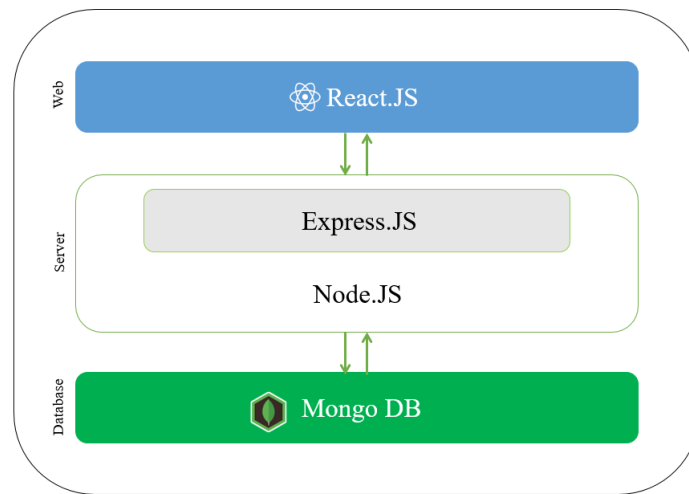 Web
React.JS
Server
Express.JS
Node.JS
Database
Mongo DB